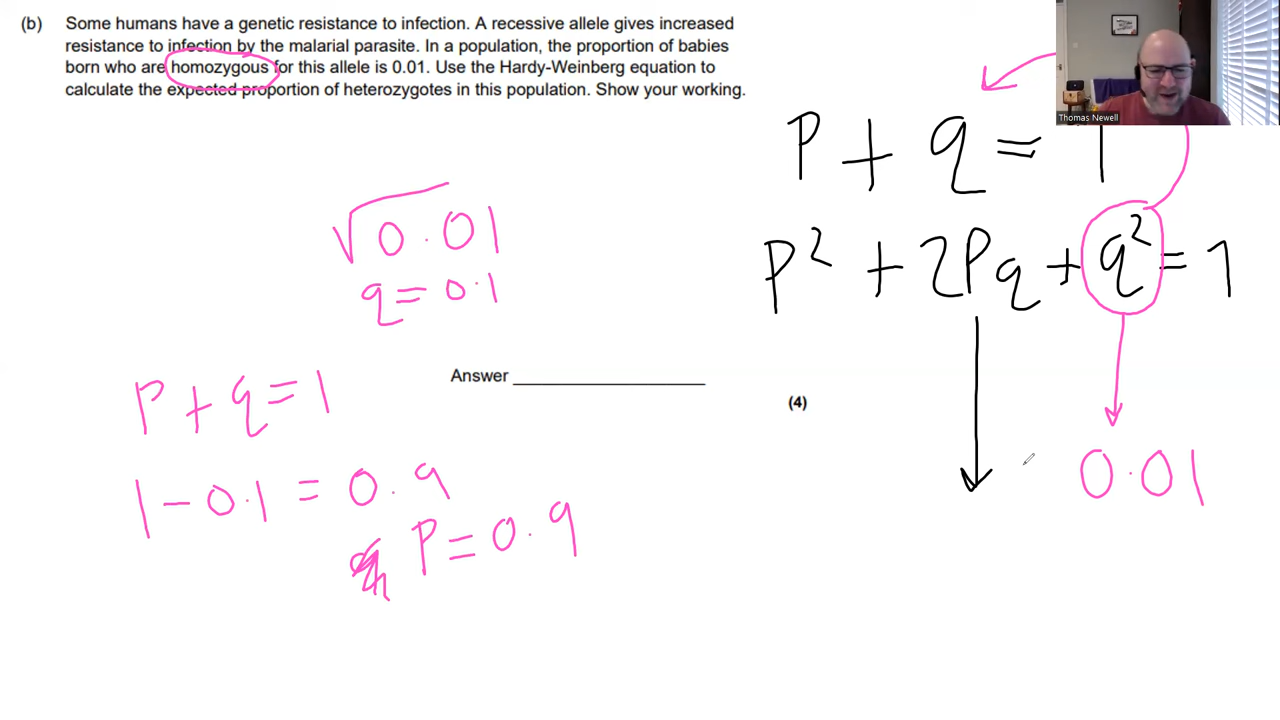 (b) Some humans have a genetic resistance to infection. A recessive allele gives increased
resistance to infection by the malarial parasite. In a population, the proportion of babies
born who are homozygous for this allele is 0.01. Use the Hardy-Weinberg equation to
calculate the expected proportion of heterozygotes in this population. Show your working.
Thomas Newell
P + q = 1
P² + 2Pq + q² = 1
√0.01
q = 0.1
Answer ____________________
(4)
P + q = 1
1 - 0.1 = 0.9
P = 0.9
0.01